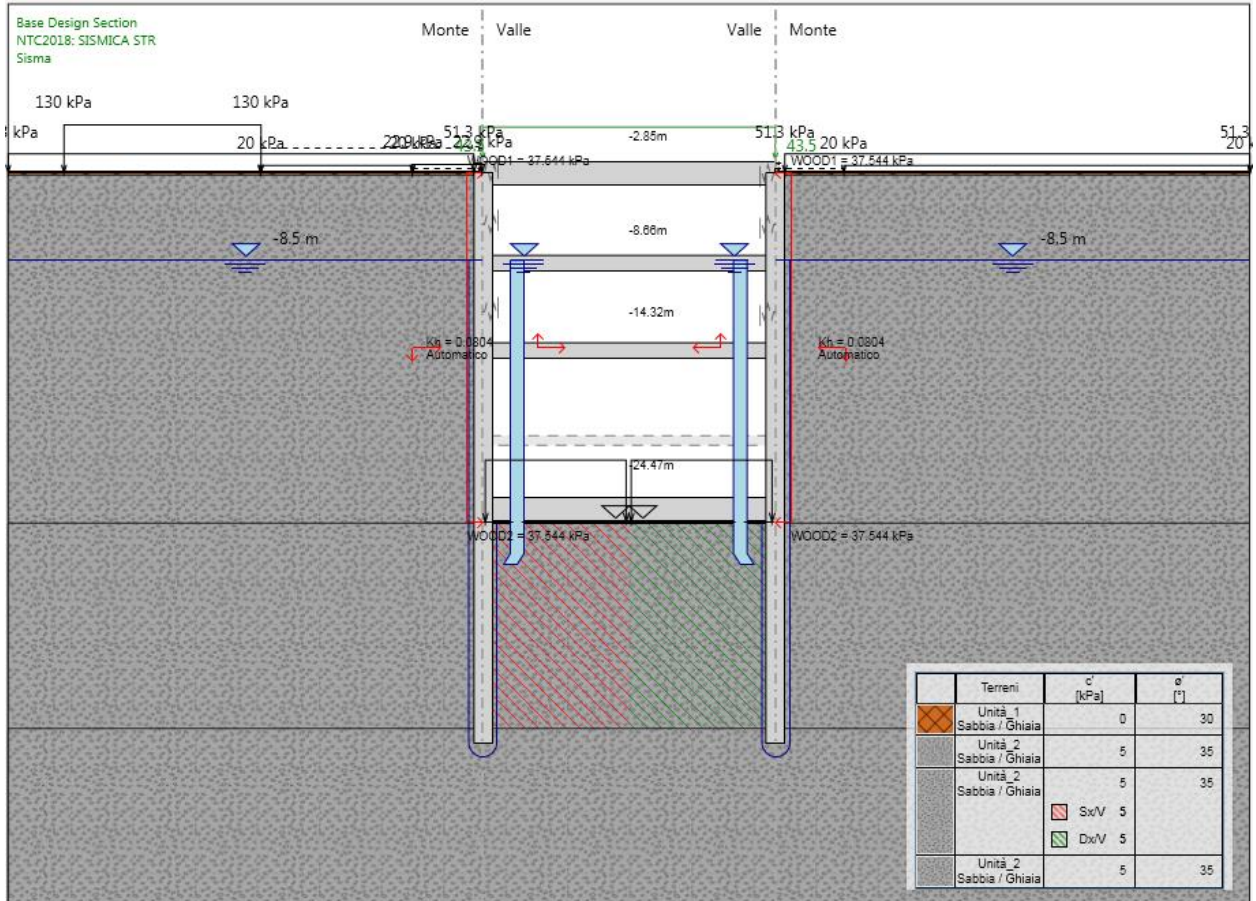 Base Design Section
NTC2018: SISMICA STR
Sisma
Monte
Valle
Valle
Monte
130 kPa
130 kPa
kPa
20 kPa
51.3 kPa
-2.85m
51.3 kPa
43.5
20 kPa
51.3
20
WOOD1 = 37.544 kPa
WOOD1 = 37.544 kPa
-8.5 m
-8.66m
-8.5 m
-14.32m
Kh = 0.0804
Automatico
Kh = 0.0804
Automatico
-24.47m
WOOD2 = 37.544 kPa
WOOD2 = 37.544 kPa
Terreni
c'
[kPa]
ø'
[°]
Unità_1
Sabbia / Ghiaia
0
30
Unità_2
Sabbia / Ghiaia
5
35
Unità_2
Sabbia / Ghiaia
5
35
Sx/V 5
Dx/V 5
Unità_2
Sabbia / Ghiaia
5
35